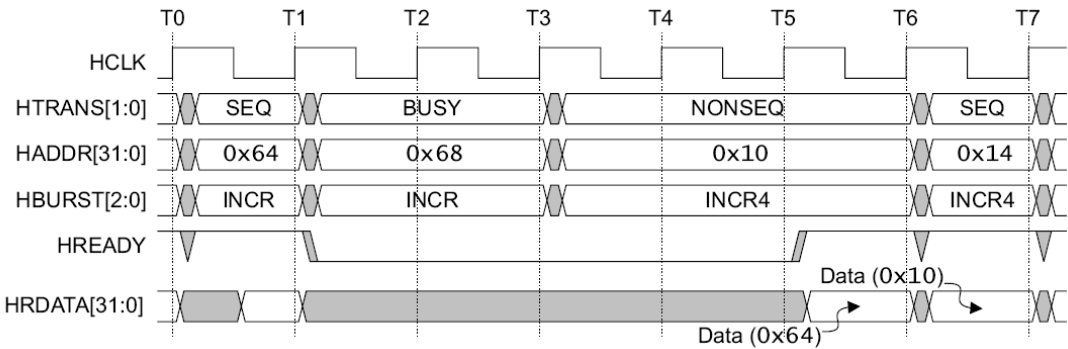 T0 T1 T2 T3 T4 T5 T6 T7
HCLK
HTRANS[1:0] SEQ BUSY NONSEQ SEQ
HADDR[31:0] 0x64 0x68 0x10 0x14
HBURST[2:0] INCR INCR INCR4 INCR4
HREADY
Data (0x10)
HRDATA[31:0]
Data (0x64)